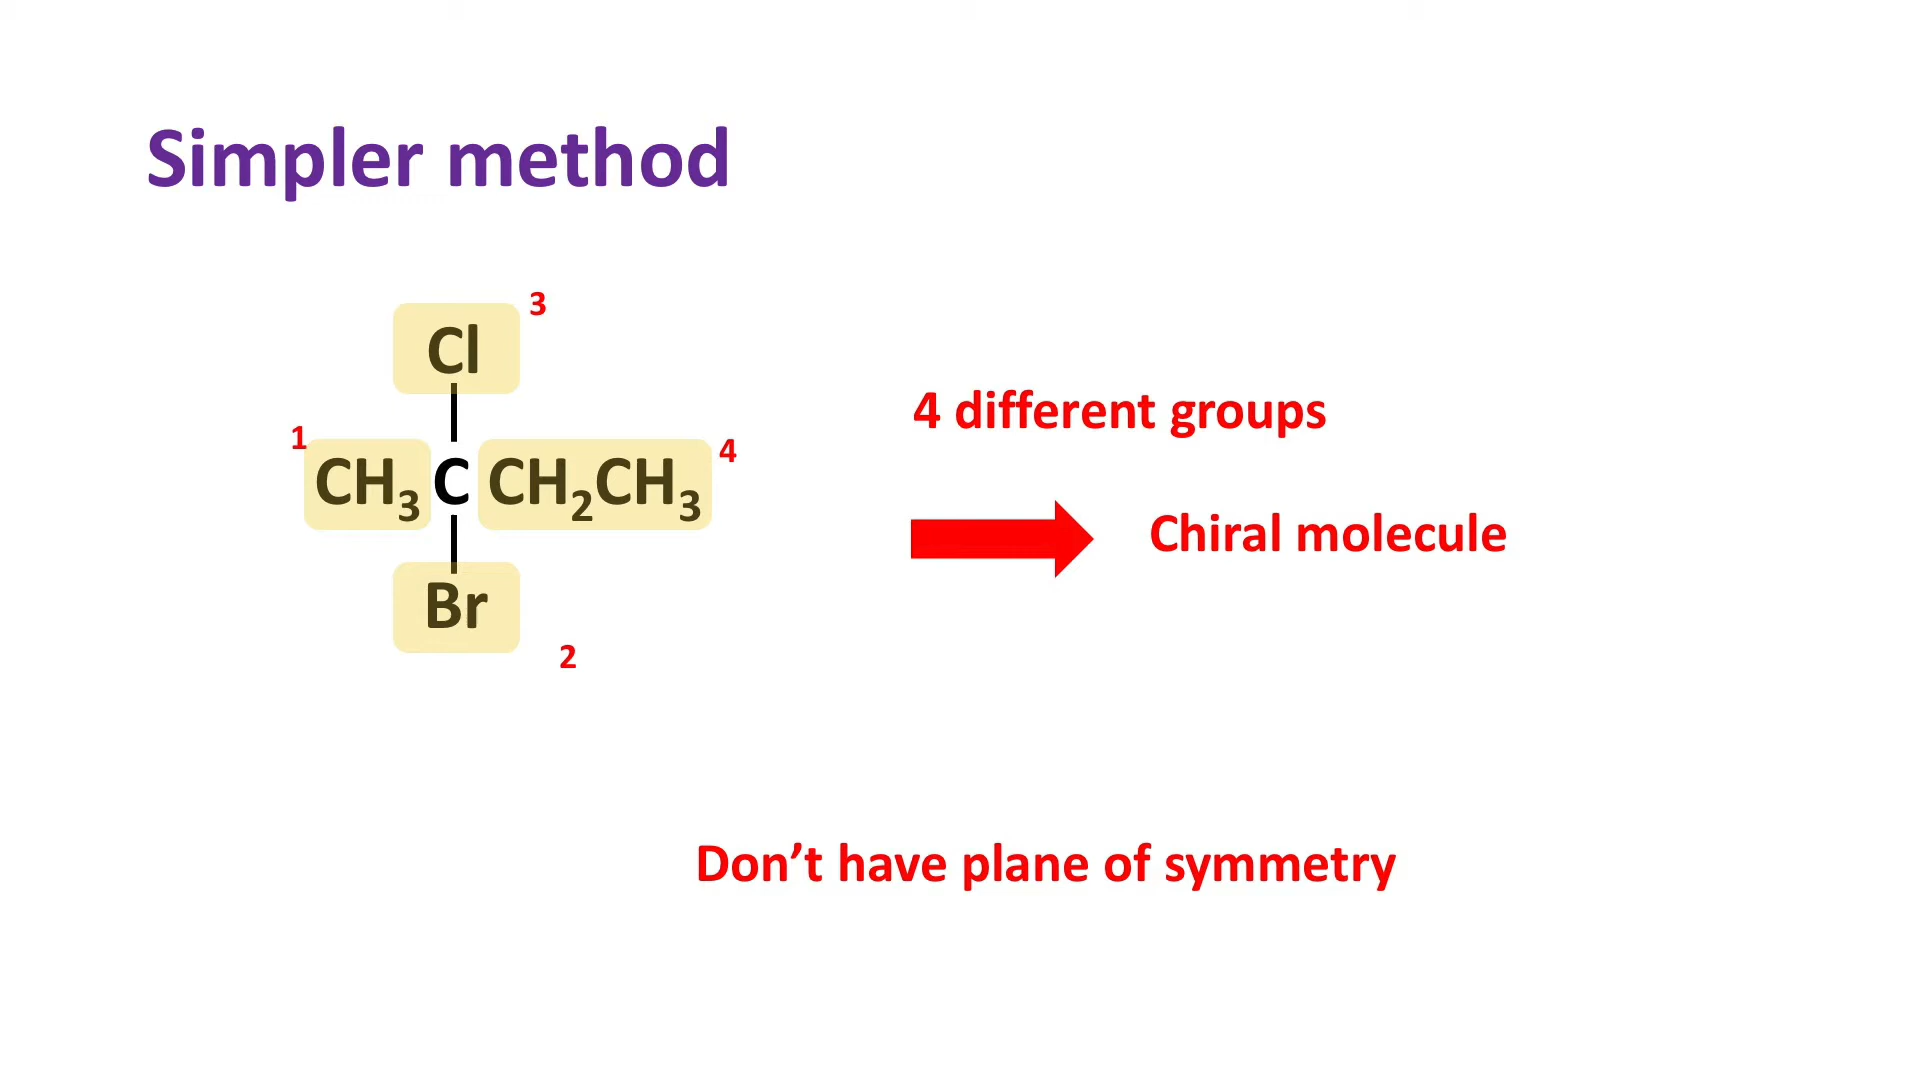 Simpler method
3
Cl
1
CH₃ C CH₂CH₃
4
Br
2
4 different groups
Chiral molecule
Don’t have plane of symmetry